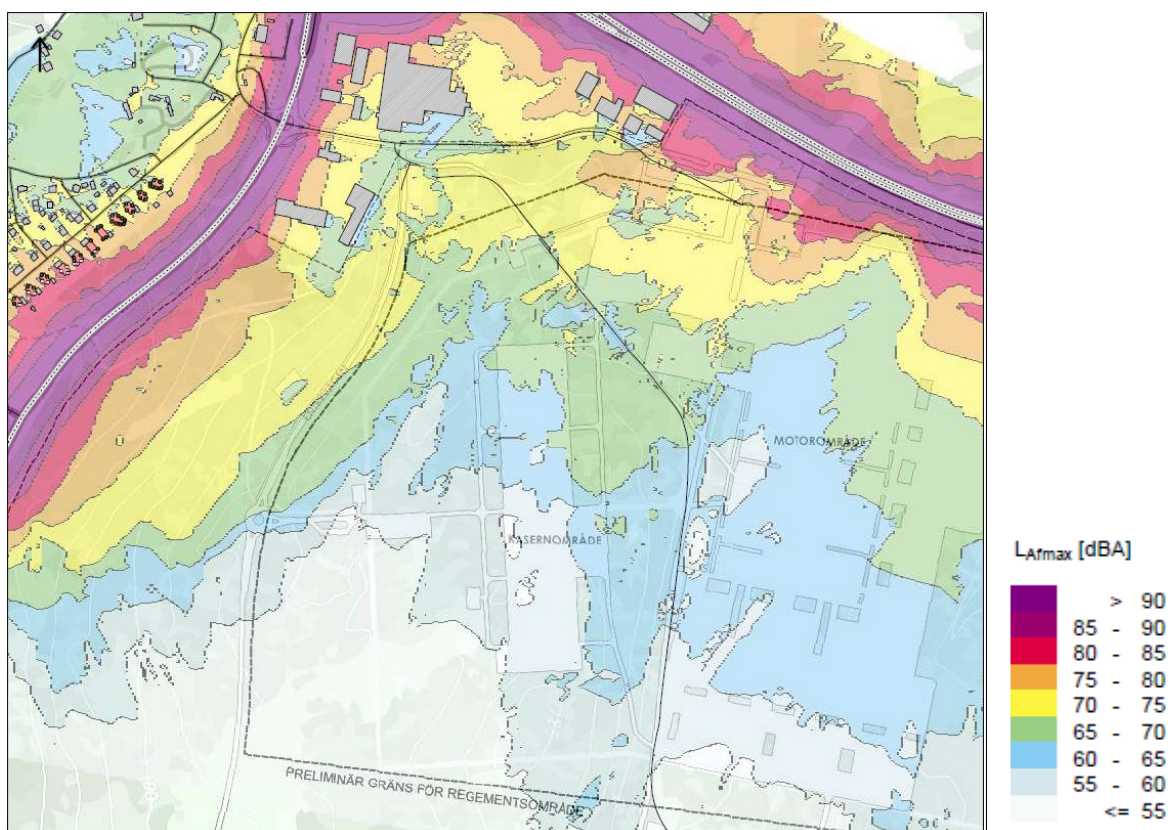 MOTOROMRÅDE
KASERNOMRÅDE
PRELIMINÄR GRÄNS FÖR REGEMENTSOMRÅDE
LAfmax [dBA]
> 90
85 - 90
80 - 85
75 - 80
70 - 75
65 - 70
60 - 65
55 - 60
<= 55